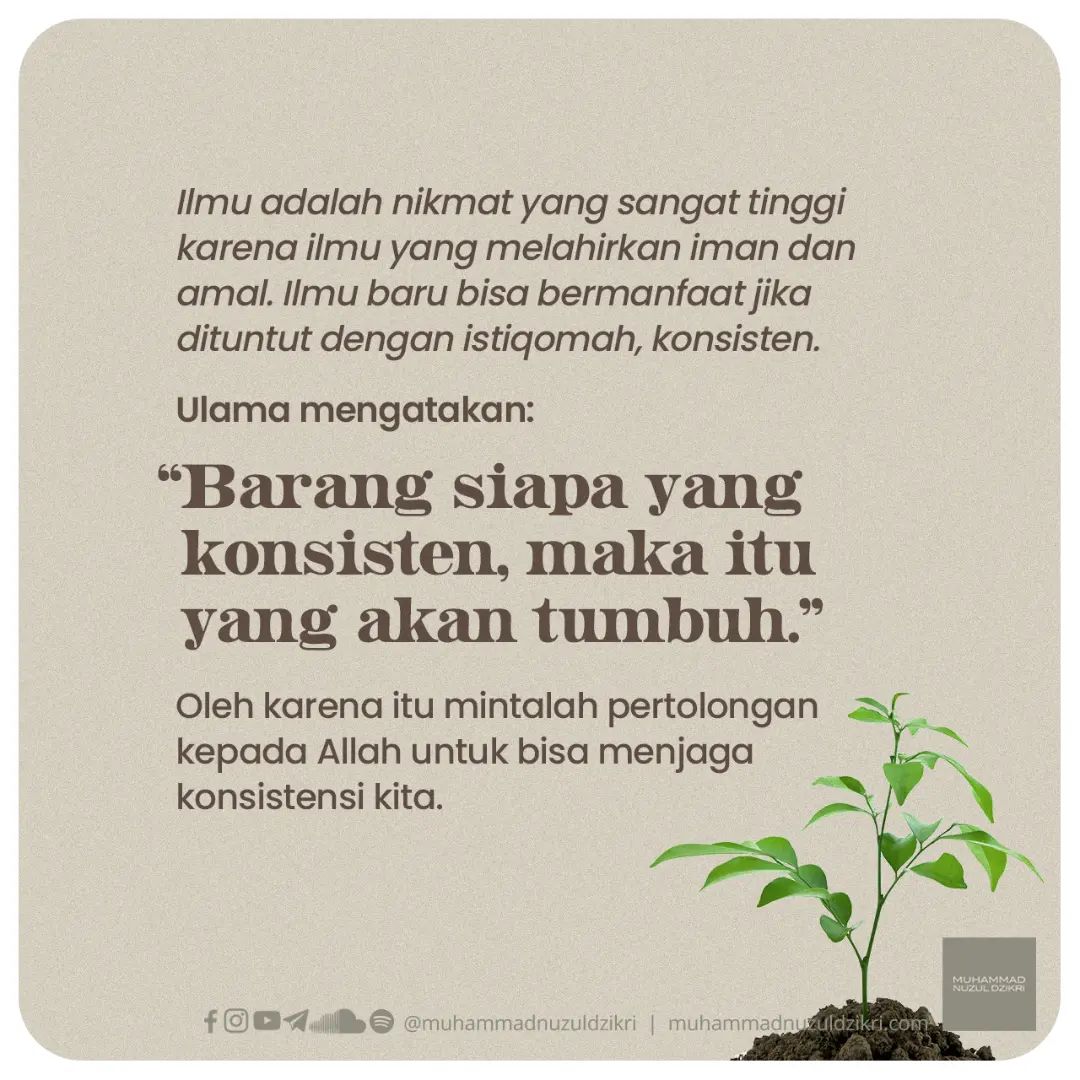 Ilmu adalah nikmat yang sangat tinggi
karena ilmu yang melahirkan iman dan
amal. Ilmu baru bisa bermanfaat jika
dituntut dengan istiqomah, konsisten.
Ulama mengatakan:
“Barang siapa yang
konsisten, maka itu
yang akan tumbuh.”
Oleh karena itu mintalah pertolongan
kepada Allah untuk bisa menjaga
konsistensi kita.
MUHAMMAD
NUZUL DZIKRI
@muhammadnuzuldzikri | muhammadnuzuldzikri.com